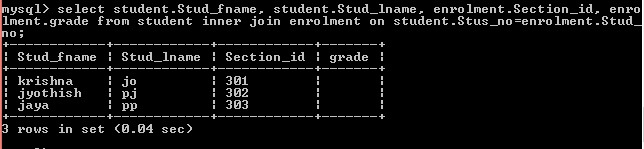 mysql> select student.Stud_fname, student.Stud_lname, enrolment.Section_id, enro
lment.grade from student inner join enrolment on student.Stus_no=enrolment.Stud_
no;
+------------+------------+------------+-------+
| Stud_fname | Stud_lname | Section_id | grade |
+------------+------------+------------+-------+
| krishna    | jo         | 301        |       |
| jyothish   | pj         | 302        |       |
| jaya       | pp         | 303        |       |
+------------+------------+------------+-------+
3 rows in set (0.04 sec)